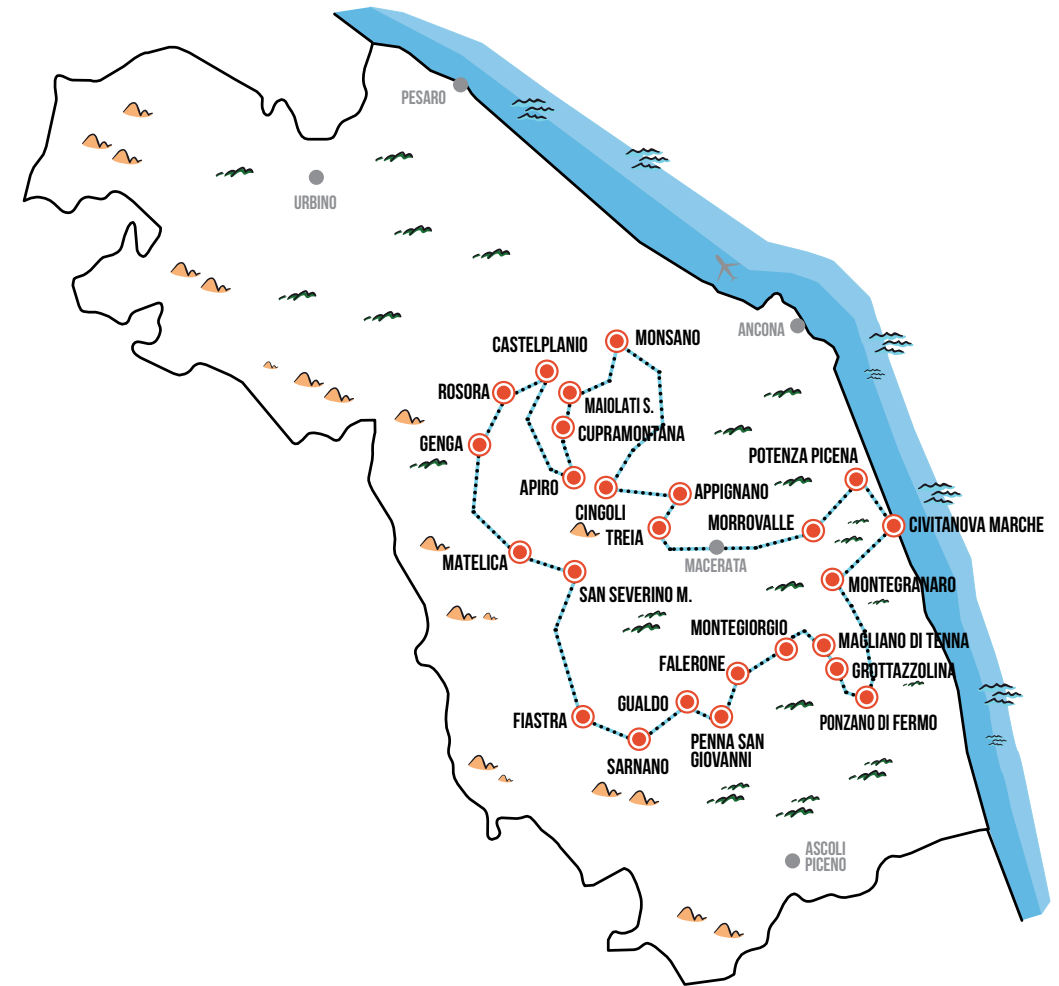 PESARO
URBINO
ANCONA
CASTELPLANIO
MONSANO
ROSORA
MAIOLATI S.
GENGA
CUPRAMONTANA
POTENZA PICENA
APIRO
CINGOLI
APPIGNANO
MORROVALLE
CIVITANOVA MARCHE
TREIA
MATELICA
MACERATA
SAN SEVERINO M.
MONTEGRANARO
MONTEGIORGIO
MAGLIANO DI TENNA
FALERONE
GROTTAZZOLINA
GUALDO
FIASTRA
PONZANO DI FERMO
PENNA SAN
GIOVANNI
SARNANO
ASCOLI
PICENO